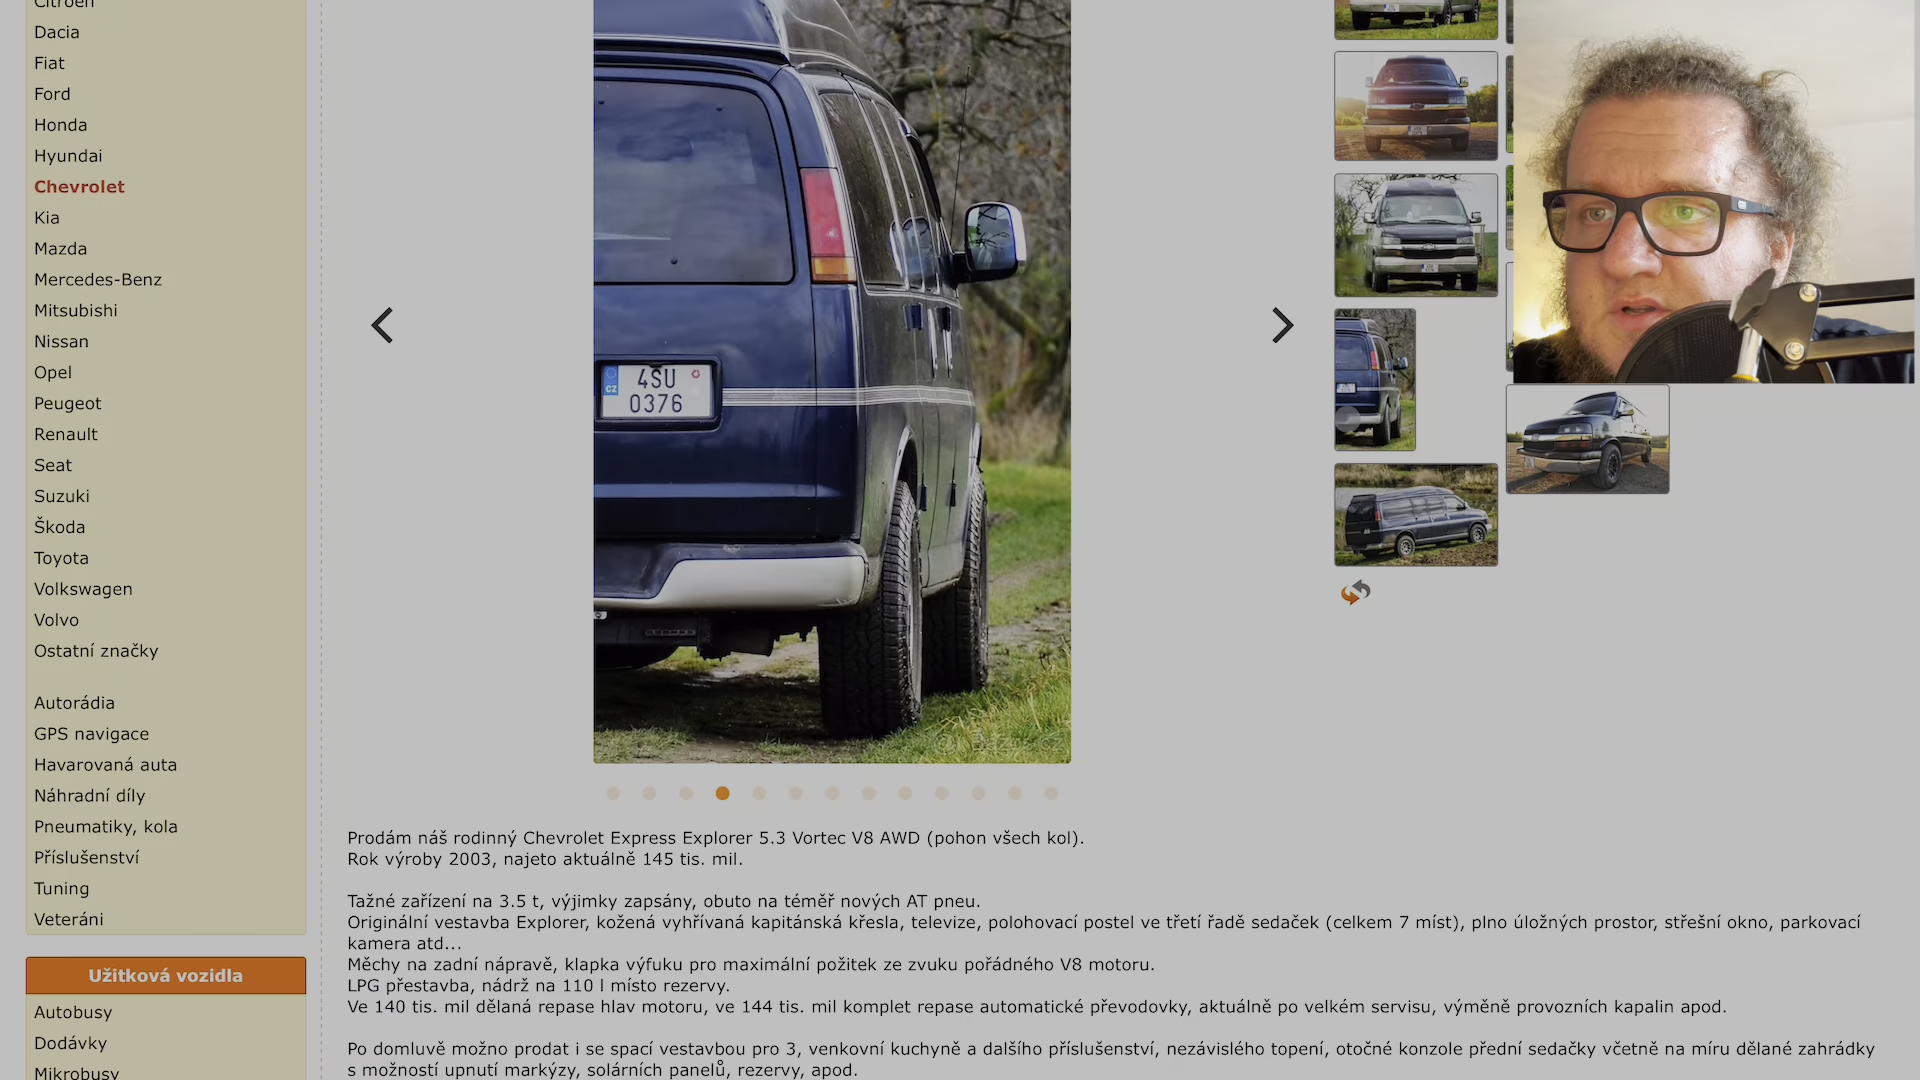 Citroën
Dacia
Fiat
Ford
Honda
Hyundai
Chevrolet
Kia
Mazda
Mercedes-Benz
Mitsubishi
Nissan
Opel
Peugeot
Renault
Seat
Suzuki
Škoda
Toyota
Volkswagen
Volvo
Ostatní značky
Autorádia
GPS navigace
Havarovaná auta
Náhradní díly
Pneumatiky, kola
Příslušenství
Tuning
Veteráni
Užitková vozidla
Autobusy
Dodávky
Mikrobusy
CZ
4SU
0376
Prodám náš rodinný Chevrolet Express Explorer 5.3 Vortec V8 AWD (pohon všech kol).
Rok výroby 2003, najeto aktuálně 145 tis. mil.
Tažné zařízení na 3.5 t, výjimky zapsány, obuto na téměř nových AT pneu.
Originální vestavba Explorer, kožená vyhřívaná kapitánská křesla, televize, polohovací postel ve třetí řadě sedaček (celkem 7 míst), plno úložných prostor, střešní okno, parkovací
kamera atd...
Měchy na zadní nápravě, klapka výfuku pro maximální požitek ze zvuku pořádného V8 motoru.
LPG přestavba, nádrž na 110 l místo rezervy.
Ve 140 tis. mil dělaná repase hlav motoru, ve 144 tis. mil komplet repase automatické převodovky, aktuálně po velkém servisu, výměně provozních kapalin apod.
Po domluvě možno prodat i se spací vestavbou pro 3, venkovní kuchyně a dalšího příslušenství, nezávislého topení, otočné konzole přední sedačky včetně na míru dělané zahrádky
s možností upnutí markýzy, solárních panelů, rezervy, apod.